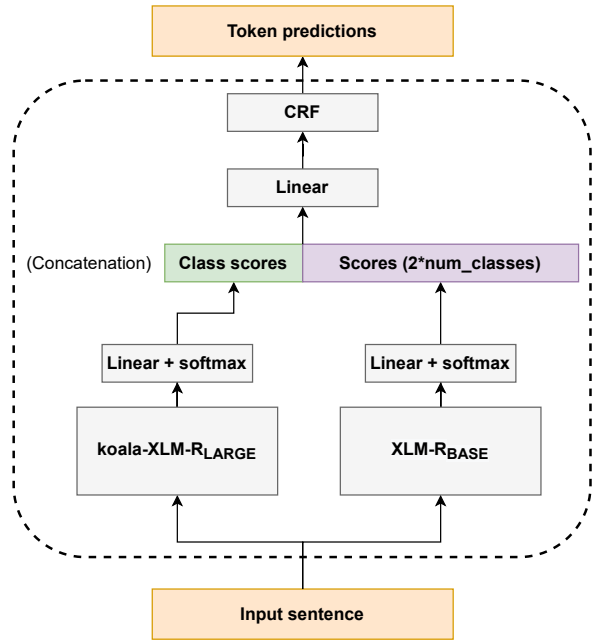 Token predictions
CRF
Linear
(Concatenation) Class scores Scores (2*num_classes)
Linear + softmax Linear + softmax
koala-XLM-RLARGE XLM-RBASE
Input sentence